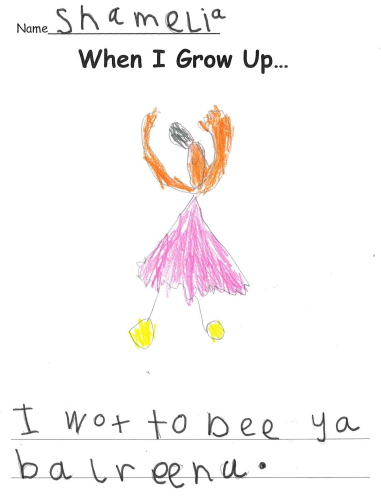 Name Shamelia
When I Grow Up...
I wot to bee ya
balreena.